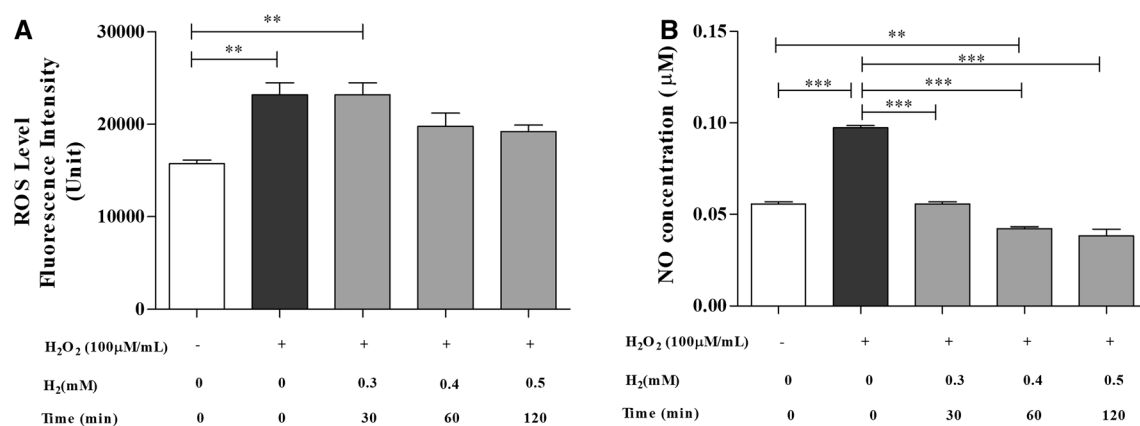 A
ROS Level
Fluorescence Intensity
(Unit)
30000
20000
10000
0
**
**
H₂O₂ (100µM/mL) - + + + +
H₂(mM) 0 0 0.3 0.4 0.5
Time (min) 0 0 30 60 120
B
NO concentration ( µM)
0.15
0.10
0.05
0.00
**
***
*** ***
***
H₂O₂ (100µM/mL) - + + + +
H₂(mM) 0 0 0.3 0.4 0.5
Time (min) 0 0 30 60 120